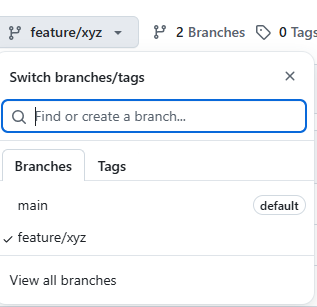 feature/xyz 2 Branches 0 Tags
Switch branches/tags
Find or create a branch...
Branches Tags
main default
feature/xyz
View all branches